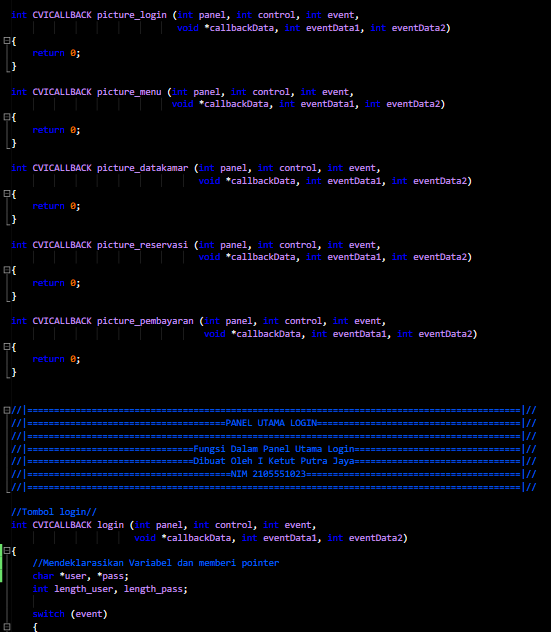 int CVICALLBACK picture_login (int panel, int control, int event,
void *callbackData, int eventData1, int eventData2)
{
return 0;
}
int CVICALLBACK picture_menu (int panel, int control, int event,
void *callbackData, int eventData1, int eventData2)
{
return 0;
}
int CVICALLBACK picture_datakamar (int panel, int control, int event,
void *callbackData, int eventData1, int eventData2)
{
return 0;
}
int CVICALLBACK picture_reservasi (int panel, int control, int event,
void *callbackData, int eventData1, int eventData2)
{
return 0;
}
int CVICALLBACK picture_pembayaran (int panel, int control, int event,
void *callbackData, int eventData1, int eventData2)
{
return 0;
}
//|============================================================================================|//
//|=====================================PANEL UTAMA LOGIN======================================|//
//|============================================================================================|//
//|===============================Fungsi Dalam Panel Utama Login===============================|//
//|===============================Dibuat Oleh I Ketut Putra Jaya===============================|//
//|======================================NIM 2105551023========================================|//
//|============================================================================================|//
//Tombol login//
int CVICALLBACK login (int panel, int control, int event,
void *callbackData, int eventData1, int eventData2)
{
//Mendeklarasikan Variabel dan memberi pointer
char *user, *pass;
int length_user, length_pass;
switch (event)
{